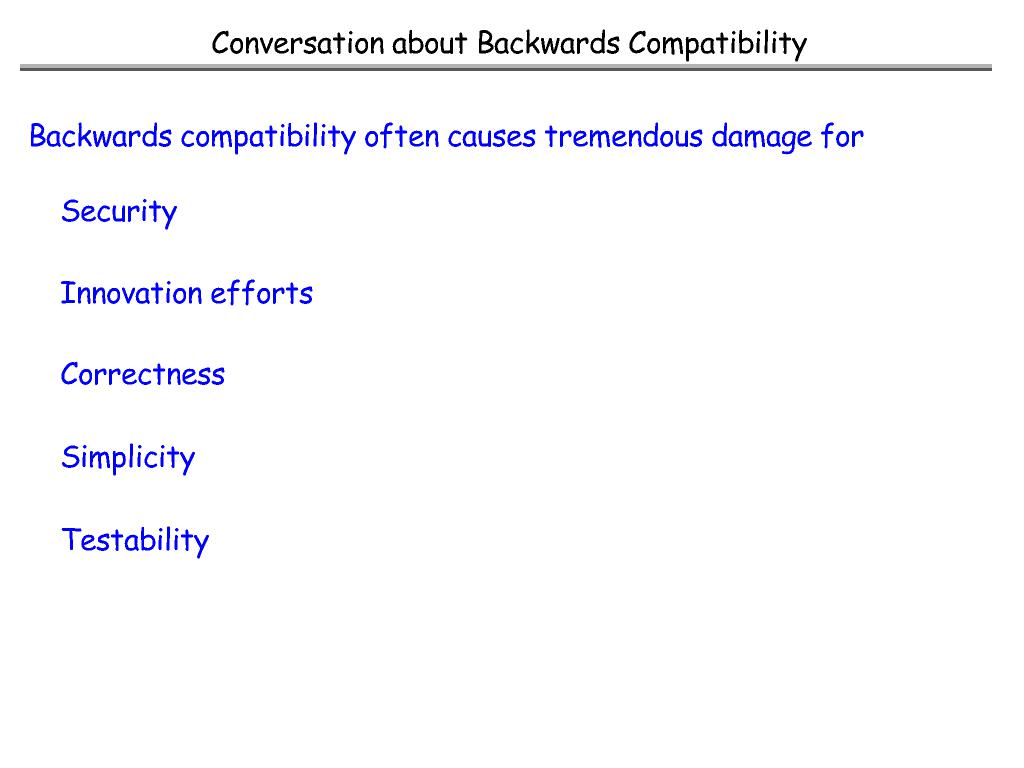 Conversation about Backwards Compatibility
Backwards compatibility often causes tremendous damage for
Security
Innovation efforts
Correctness
Simplicity
Testability